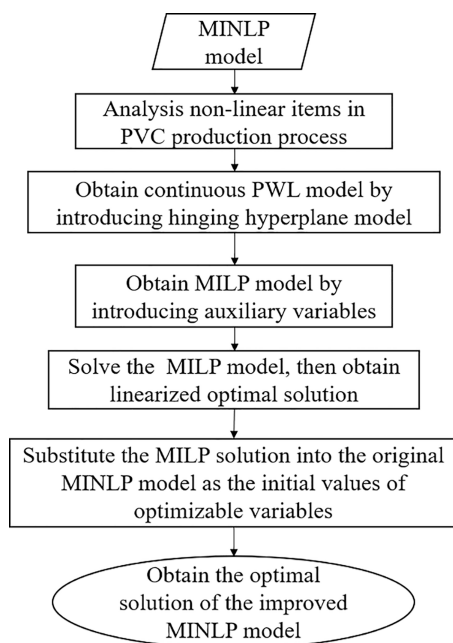 MINLP
model
Analysis non-linear items in
PVC production process
Obtain continuous PWL model by
introducing hinging hyperplane model
Obtain MILP model by
introducing auxiliary variables
Solve the MILP model, then obtain
linearized optimal solution
Substitute the MILP solution into the original
MINLP model as the initial values of
optimizable variables
Obtain the optimal
solution of the improved
MINLP model